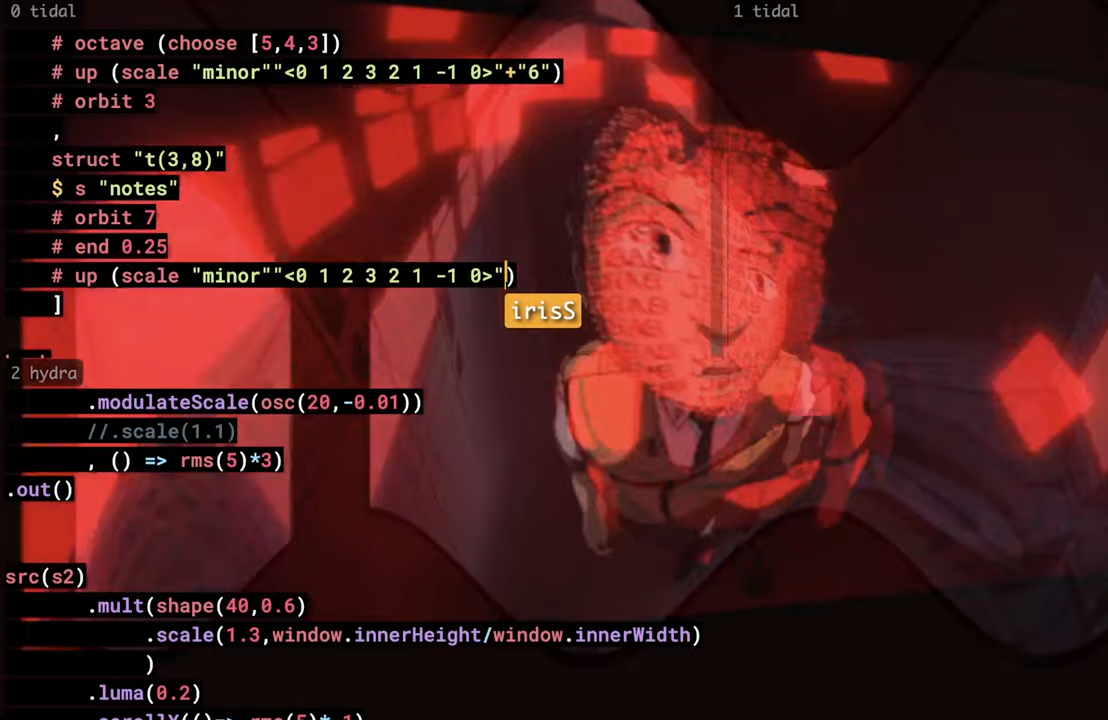 0 tidal
1 tidal
# octave (choose [5,4,3])
# up (scale "minor""<0 1 2 3 2 1 -1 0>"+"6")
# orbit 3
,
struct "t(3,8)"
$ s "notes"
# orbit 7
# end 0.25
# up (scale "minor""<0 1 2 3 2 1 -1 0>")
irisS
]
2 hydra
.modulateScale(osc(20,-0.01))
//.scale(1.1)
, () => rms(5)*3)
.out()
src(s2)
.mult(shape(40,0.6)
.scale(1.3,window.innerHeight/window.innerWidth)
)
.luma(0.2)